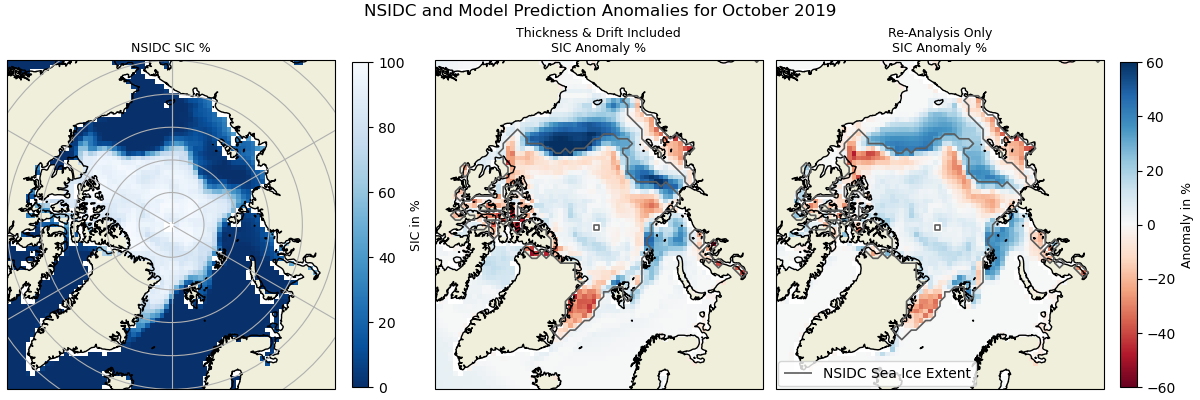 NSIDC and Model Prediction Anomalies for October 2019
NSIDC SIC %
100
80
60
40
20
0
SIC in %
Thickness & Drift Included
SIC Anomaly %
Re-Analysis Only
SIC Anomaly %
NSIDC Sea Ice Extent
60
40
20
0
−20
−40
−60
Anomaly in %